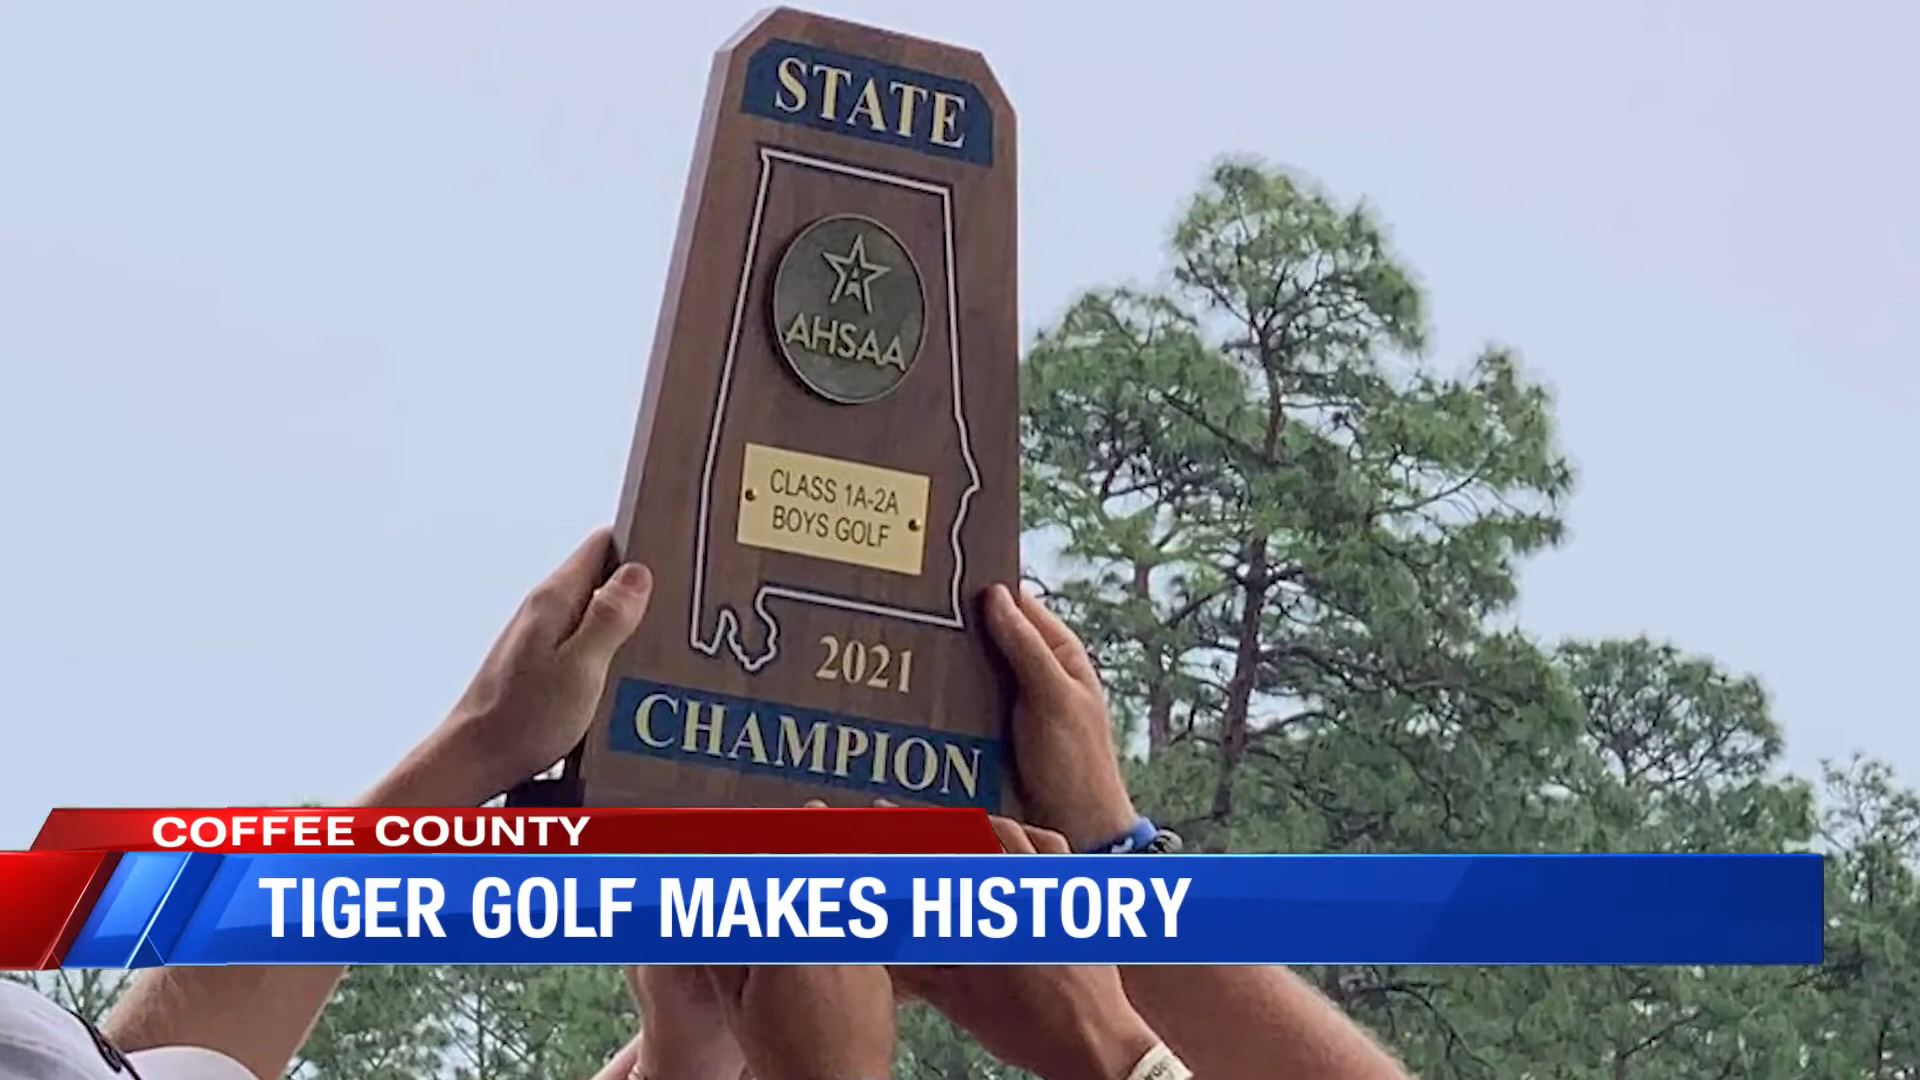 STATE
AHSAA
CLASS 1A-2A
BOYS GOLF
2021
CHAMPION
COFFEE COUNTY
TIGER GOLF MAKES HISTORY